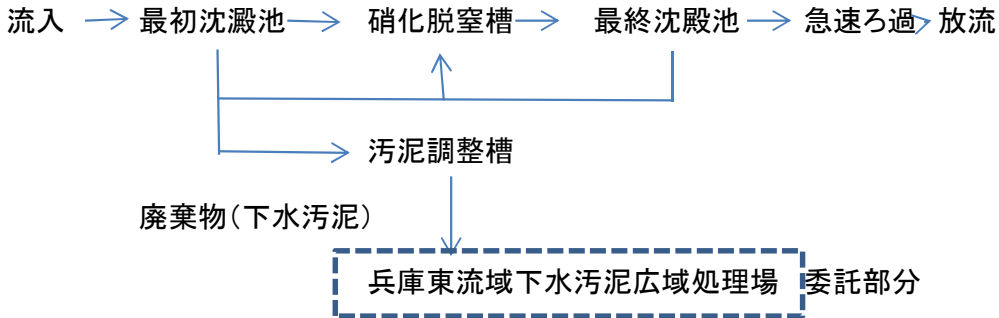 流入 最初沈澱池 硝化脱窒槽 最終沈殿池 急速ろ過 放流
汚泥調整槽
廃棄物(下水汚泥)
兵庫東流域下水汚泥広域処理場 委託部分